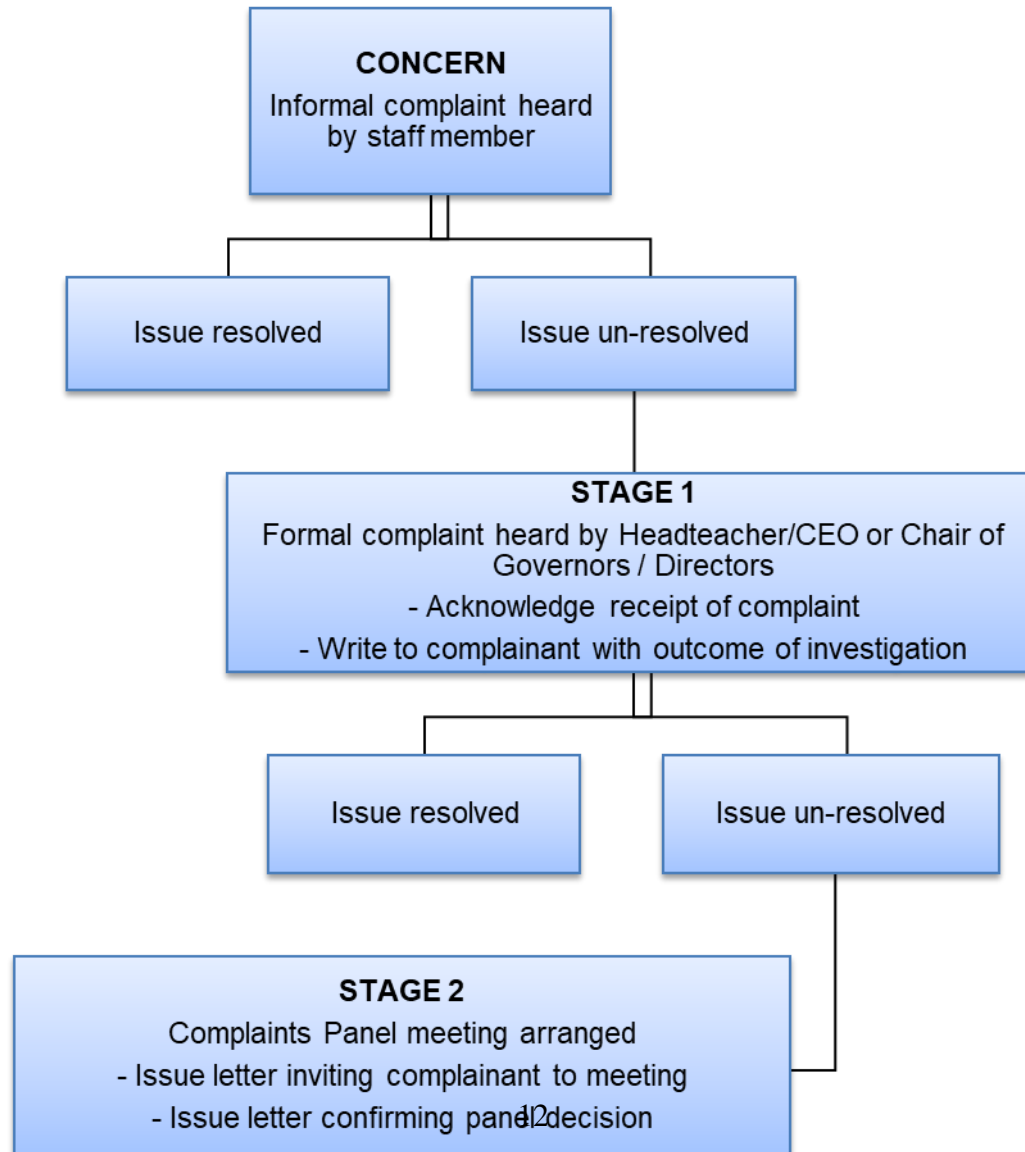 CONCERN
Informal complaint heard
by staff member
Issue resolved
Issue un-resolved
STAGE 1
Formal complaint heard by Headteacher/CEO or Chair of
Governors / Directors
- Acknowledge receipt of complaint
- Write to complainant with outcome of investigation
Issue resolved
Issue un-resolved
STAGE 2
Complaints Panel meeting arranged
- Issue letter inviting complainant to meeting
- Issue letter confirming panel decision
12